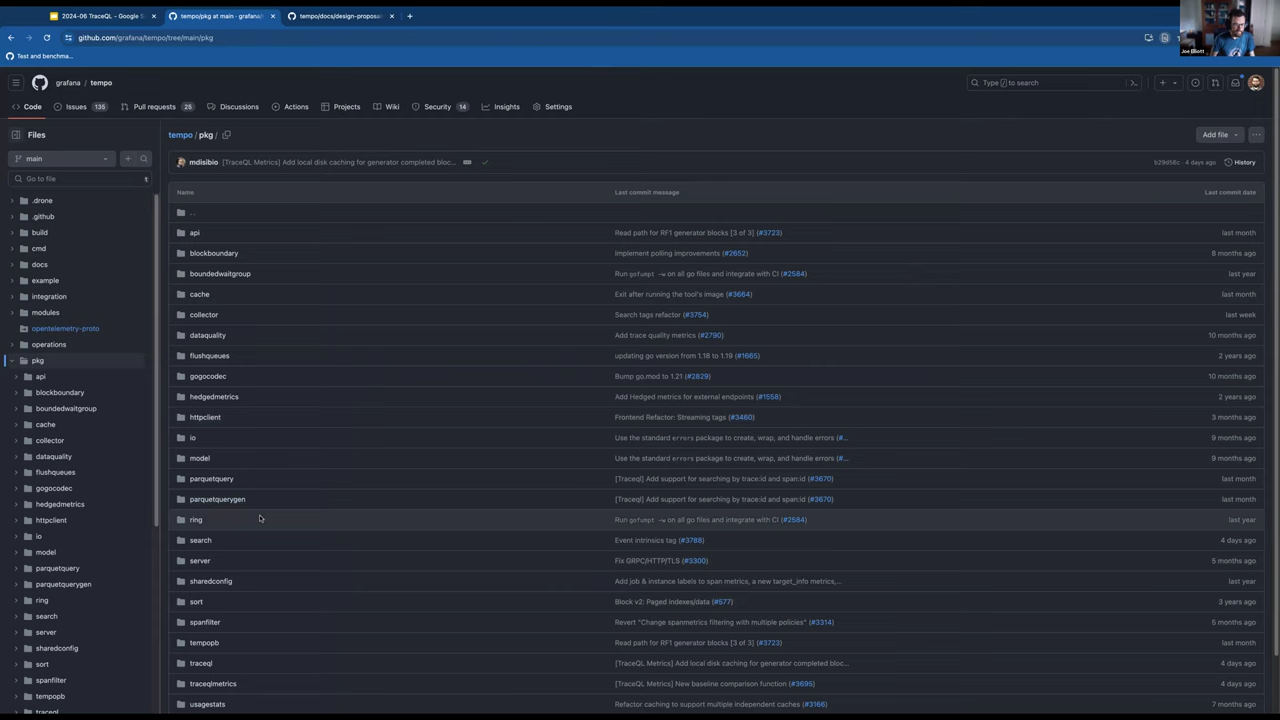 2024-06 TraceQL - Google S
tempo/pkg at main · grafana/
tempo/docs/design-proposal
github.com/grafana/tempo/tree/main/pkg
Test and benchma...
Joe Elliott
grafana / tempo
Type / to search
Code
Issues 135
Pull requests 25
Discussions
Actions
Projects
Wiki
Security 14
Insights
Settings
Files
main
Go to file
t
.drone
.github
build
cmd
docs
example
integration
modules
opentelemetry-proto
operations
pkg
api
blockboundary
boundedwaitgroup
cache
collector
dataquality
flushqueues
gogocodec
hedgedmetrics
httpclient
io
model
parquetquery
parquetquerygen
ring
search
server
sharedconfig
sort
spanfilter
tempopb
traceql
tempo / pkg /
Add file
mdisibio [TraceQL Metrics] Add local disk caching for generator completed bloc... b29d56c · 4 days ago History
Name Last commit message Last commit date
..
api Read path for RF1 generator blocks [3 of 3] (#3723) last month
blockboundary Implement polling improvements (#2652) 8 months ago
boundedwaitgroup Run gofumpt -w on all go files and integrate with CI (#2584) last year
cache Exit after running the tool's image (#3664) last month
collector Search tags refactor (#3754) last week
dataquality Add trace quality metrics (#2790) 10 months ago
flushqueues updating go version from 1.18 to 1.19 (#1665) 2 years ago
gogocodec Bump go.mod to 1.21 (#2829) 10 months ago
hedgedmetrics Add Hedged metrics for external endpoints (#1558) 2 years ago
httpclient Frontend Refactor: Streaming tags (#3460) 3 months ago
io Use the standard errors package to create, wrap, and handle errors (#... 9 months ago
model Use the standard errors package to create, wrap, and handle errors (#... 9 months ago
parquetquery [Traceql] Add support for searching by trace:id and span:id (#3670) last month
parquetquerygen [Traceql] Add support for searching by trace:id and span:id (#3670) last month
ring Run gofumpt -w on all go files and integrate with CI (#2584) last year
search Event intrinsics tag (#3788) 4 days ago
server Fix GRPC/HTTP/TLS (#3300) 5 months ago
sharedconfig Add job & instance labels to span metrics, a new target_info metrics,... last year
sort Block v2: Paged indexes/data (#577) 3 years ago
spanfilter Revert "Change spanmetrics filtering with multiple policies" (#3314) 5 months ago
tempopb Read path for RF1 generator blocks [3 of 3] (#3723) last month
traceql [TraceQL Metrics] Add local disk caching for generator completed bloc... 4 days ago
traceqlmetrics [TraceQL Metrics] New baseline comparison function (#3695) 4 days ago
usagestats Refactor caching to support multiple independent caches (#3166) 7 months ago